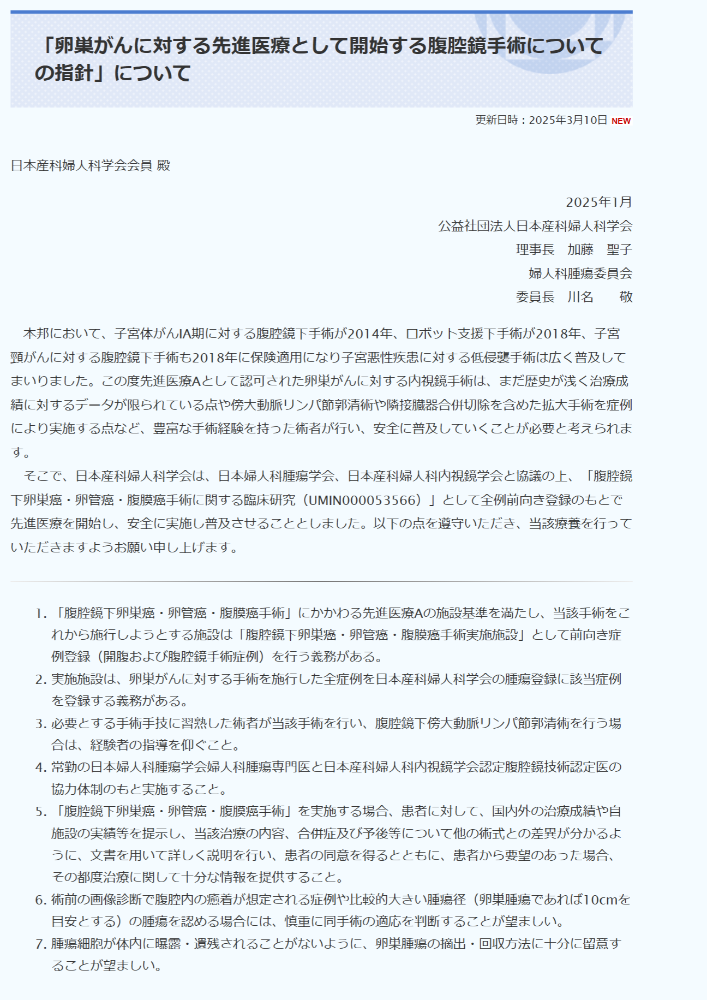 「卵巣がんに対する先進医療として開始する腹腔鏡手術について
の指針」について
更新日時：2025年3月10日 NEW
日本産科婦人科学会会員 殿
2025年1月
公益社団法人日本産科婦人科学会
理事長　加藤　聖子
婦人科腫瘍委員会
委員長　川名　　敬
　本邦において、子宮体がんIA期に対する腹腔鏡下手術が2014年、ロボット支援下手術が2018年、子宮
頸がんに対する腹腔鏡下手術も2018年に保険適用になり子宮悪性疾患に対する低侵襲手術は広く普及して
まいりました。この度先進医療Aとして認可された卵巣がんに対する内視鏡手術は、まだ歴史が浅く治療成
績に対するデータが限られている点や傍大動脈リンパ節郭清術や隣接臓器合併切除を含めた拡大手術を症例
により実施する点など、豊富な手術経験を持った術者が行い、安全に普及していくことが必要と考えられま
す。
　そこで、日本産科婦人科学会は、日本婦人科腫瘍学会、日本産科婦人科内視鏡学会と協議の上、「腹腔鏡
下卵巣癌・卵管癌・腹膜癌手術に関する臨床研究（UMIN000053566）」として全例前向き登録のもとで
先進医療を開始し、安全に実施し普及させることとしました。以下の点を遵守いただき、当該療養を行って
いただきますようお願い申し上げます。
1. 「腹腔鏡下卵巣癌・卵管癌・腹膜癌手術」にかかわる先進医療Aの施設基準を満たし、当該手術をこ
れから施行しようとする施設は「腹腔鏡下卵巣癌・卵管癌・腹膜癌手術実施施設」として前向き症
例登録（開腹および腹腔鏡手術症例）を行う義務がある。
2. 実施施設は、卵巣がんに対する手術を施行した全症例を日本産科婦人科学会の腫瘍登録に該当症例
を登録する義務がある。
3. 必要とする手術手技に習熟した術者が当該手術を行い、腹腔鏡下傍大動脈リンパ節郭清術を行う場
合は、経験者の指導を仰ぐこと。
4. 常勤の日本婦人科腫瘍学会婦人科腫瘍専門医と日本産科婦人科内視鏡学会認定腹腔鏡技術認定医の
協力体制のもと実施すること。
5. 「腹腔鏡下卵巣癌・卵管癌・腹膜癌手術」を実施する場合、患者に対して、国内外の治療成績や自
施設の実績等を提示し、当該治療の内容、合併症及び予後等について他の術式との差異が分かるよ
うに、文書を用いて詳しく説明を行い、患者の同意を得るとともに、患者から要望のあった場合、
その都度治療に関して十分な情報を提供すること。
6. 術前の画像診断で腹腔内の癒着が想定される症例や比較的大きい腫瘍径（卵巣腫瘍であれば10cmを
目安とする）の腫瘍を認める場合には、慎重に同手術の適応を判断することが望ましい。
7. 腫瘍細胞が体内に曝露・遺残されることがないように、卵巣腫瘍の摘出・回収方法に十分に留意す
ることが望ましい。